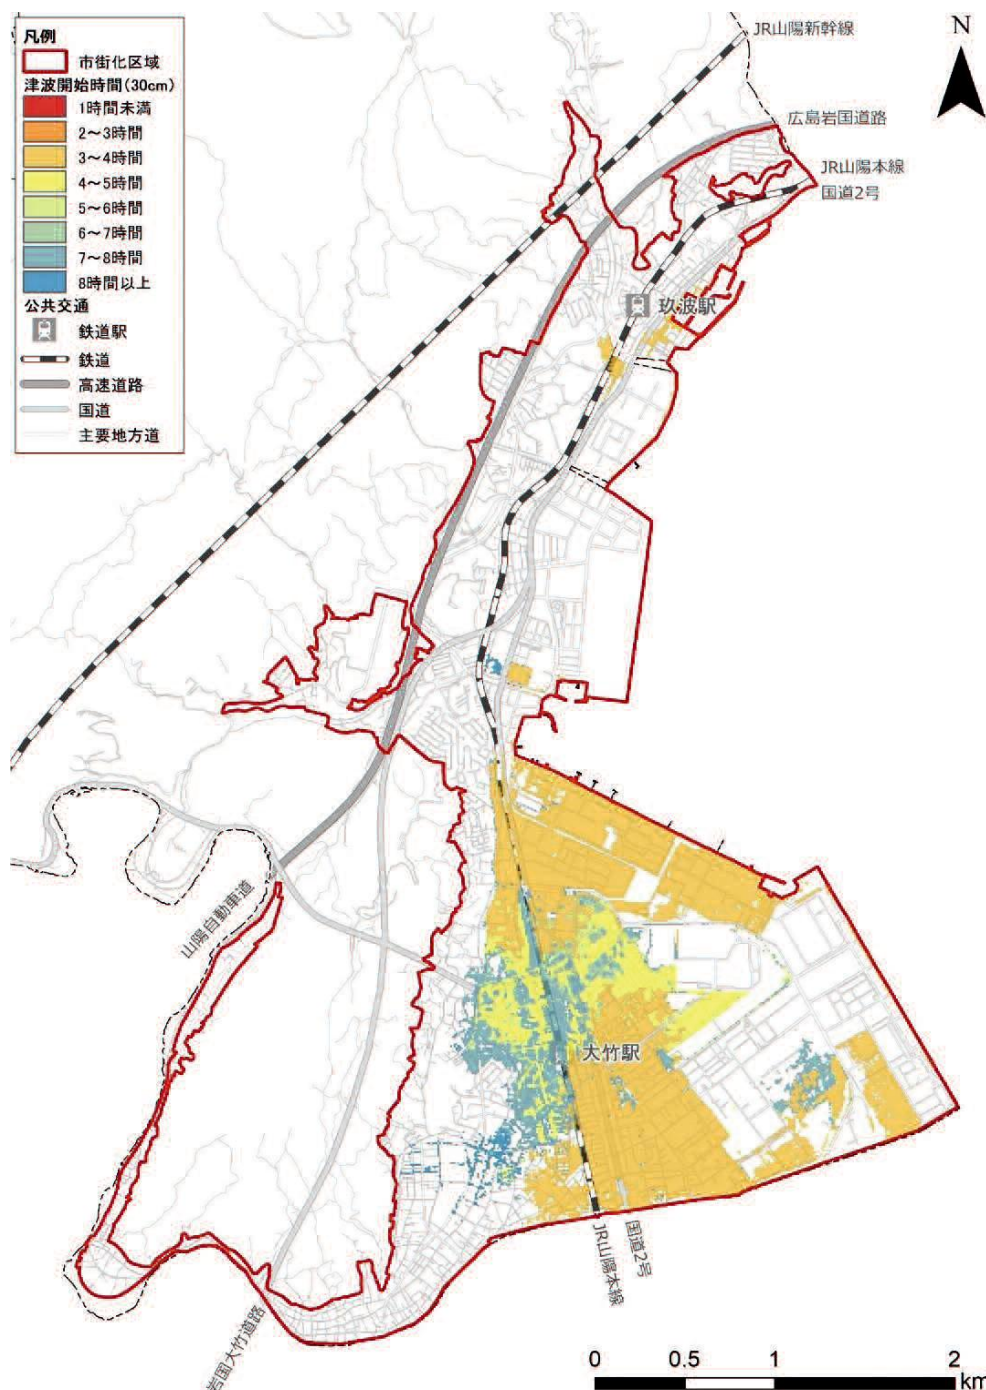 凡例
市街化区域
津波開始時間(30cm)
1時間未満
2～3時間
3～4時間
4～5時間
5～6時間
6～7時間
7～8時間
8時間以上
公共交通
鉄道駅
鉄道
高速道路
国道
主要地方道
JR山陽新幹線
N
広島岩国道路
JR山陽本線
国道2号
玖波駅
山陽自動車道
大竹駅
国道2号
JR山陽本線
岩国大竹道路
0 0.5 1 2
km